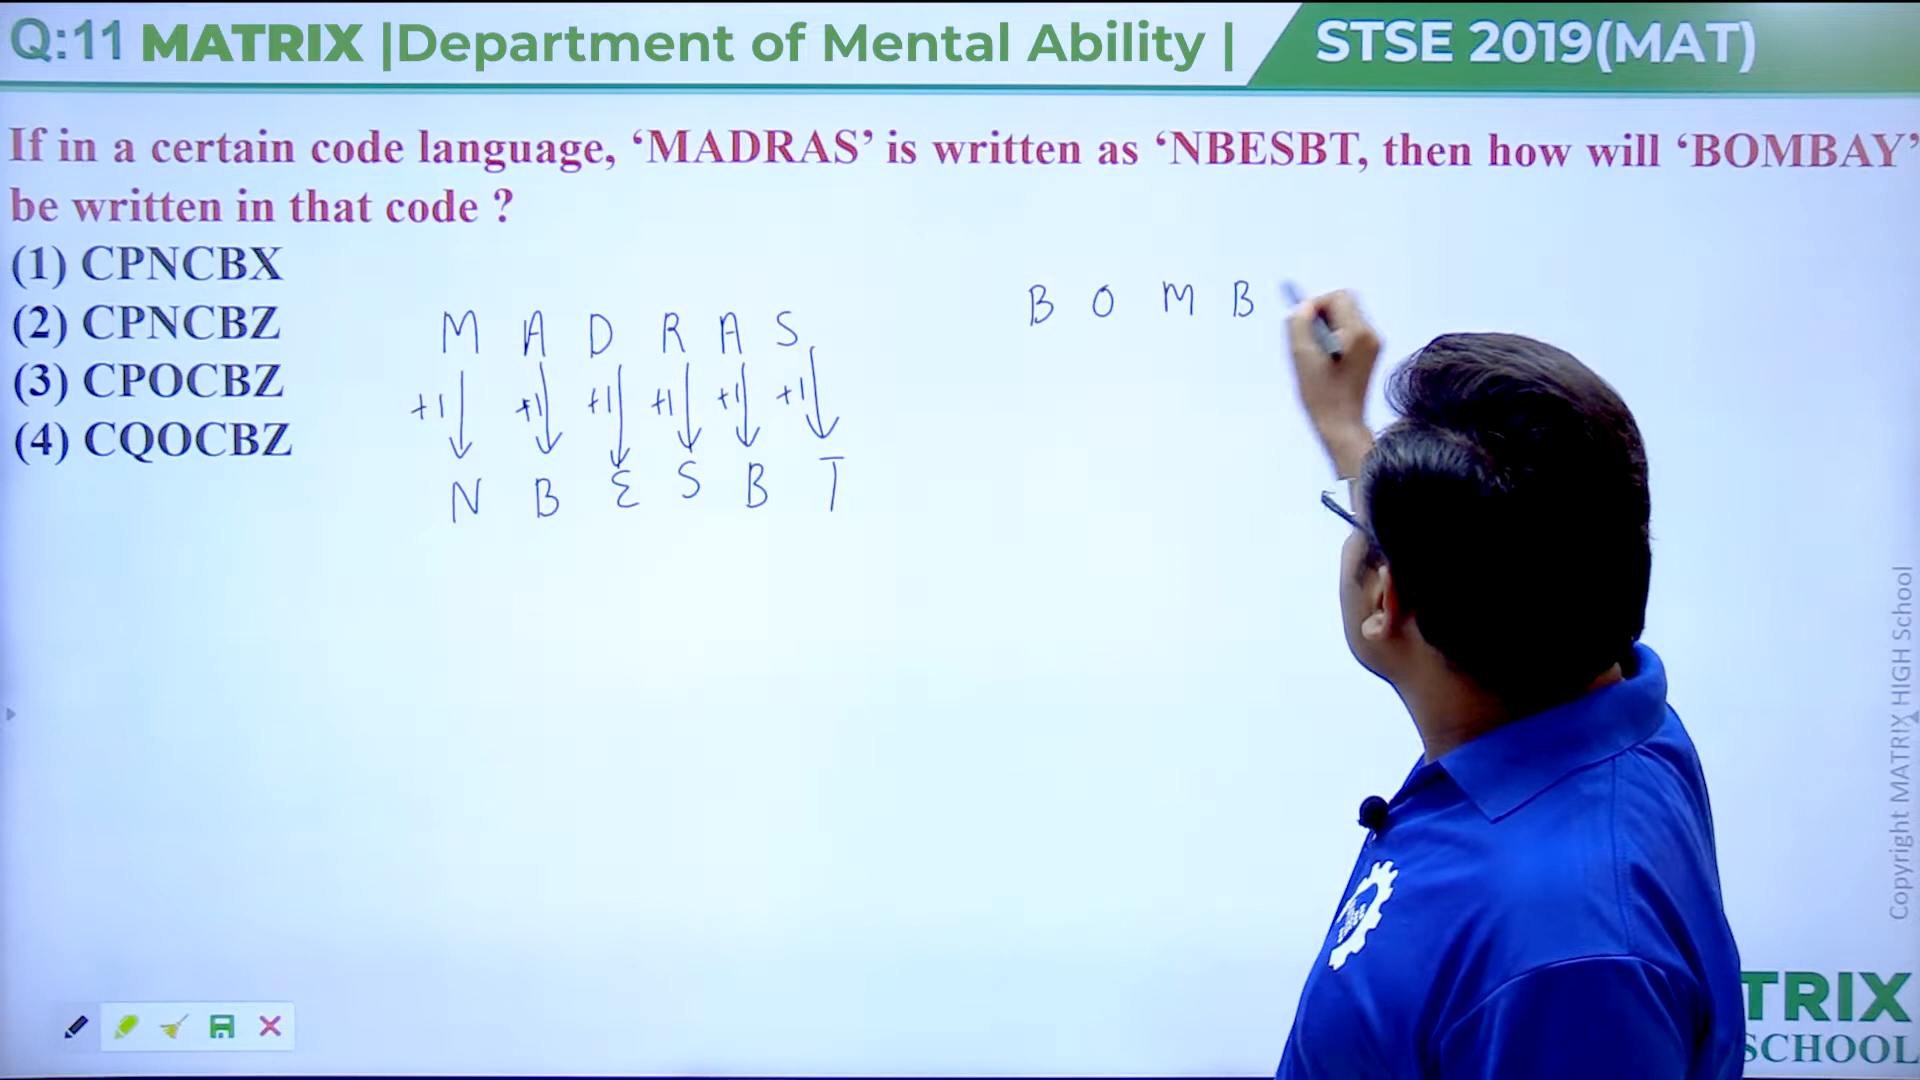 Q:11 MATRIX |Department of Mental Ability | STSE 2019(MAT)
If in a certain code language, ‘MADRAS’ is written as ‘NBESBT, then how will ‘BOMBAY’
be written in that code ?
(1) CPNCBX
(2) CPNCBZ
(3) CPOCBZ
(4) CQOCBZ
M A D R A S
+1 +1 +1 +1 +1 +1
N B E S B T
B O M B
Copyright MATRIX HIGH School
TRIX
SCHOOL